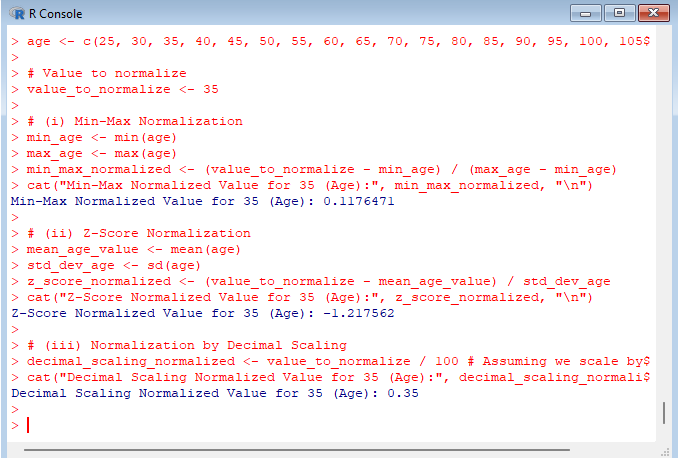 R Console
> age <- c(25, 30, 35, 40, 45, 50, 55, 60, 65, 70, 75, 80, 85, 90, 95, 100, 105$
>
> # Value to normalize
> value_to_normalize <- 35
>
> # (i) Min-Max Normalization
> min_age <- min(age)
> max_age <- max(age)
> min_max_normalized <- (value_to_normalize - min_age) / (max_age - min_age)
> cat("Min-Max Normalized Value for 35 (Age):", min_max_normalized, "\n")
Min-Max Normalized Value for 35 (Age): 0.1176471
>
> # (ii) Z-Score Normalization
> mean_age_value <- mean(age)
> std_dev_age <- sd(age)
> z_score_normalized <- (value_to_normalize - mean_age_value) / std_dev_age
> cat("Z-Score Normalized Value for 35 (Age):", z_score_normalized, "\n")
Z-Score Normalized Value for 35 (Age): -1.217562
>
> # (iii) Normalization by Decimal Scaling
> decimal_scaling_normalized <- value_to_normalize / 100 # Assuming we scale by$
> cat("Decimal Scaling Normalized Value for 35 (Age):", decimal_scaling_normali$
Decimal Scaling Normalized Value for 35 (Age): 0.35
>
>